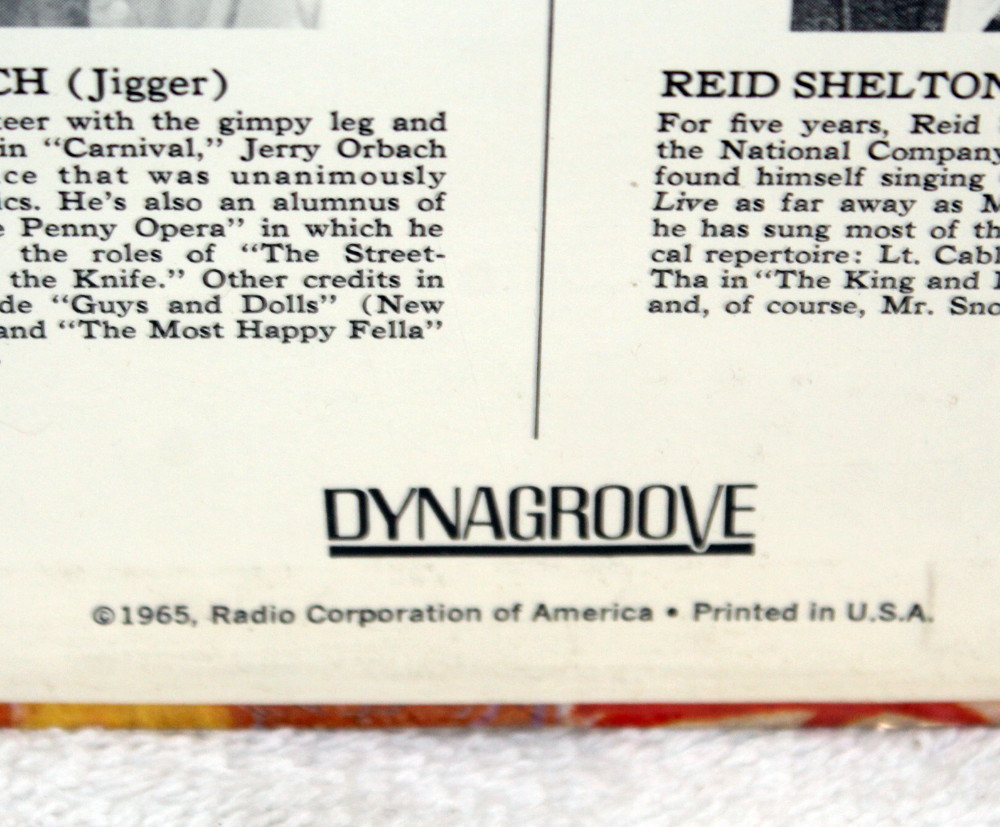 CH (Jigger)
eer with the gimpy leg and
in “Carnival,” Jerry Orbach
ce that was unanimously
ics. He’s also an alumnus of
e Penny Opera” in which he
the roles of “The Street-
the Knife.” Other credits in
de “Guys and Dolls” (New
and “The Most Happy Fella”
REID SHELTON
For five years, Reid
the National Company
found himself singing
Live as far away as M
he has sung most of th
cal repertoire: Lt. Cabl
Tha in “The King and I
and, of course, Mr. Sno
DYNAGROOVE
©1965, Radio Corporation of America • Printed in U.S.A.